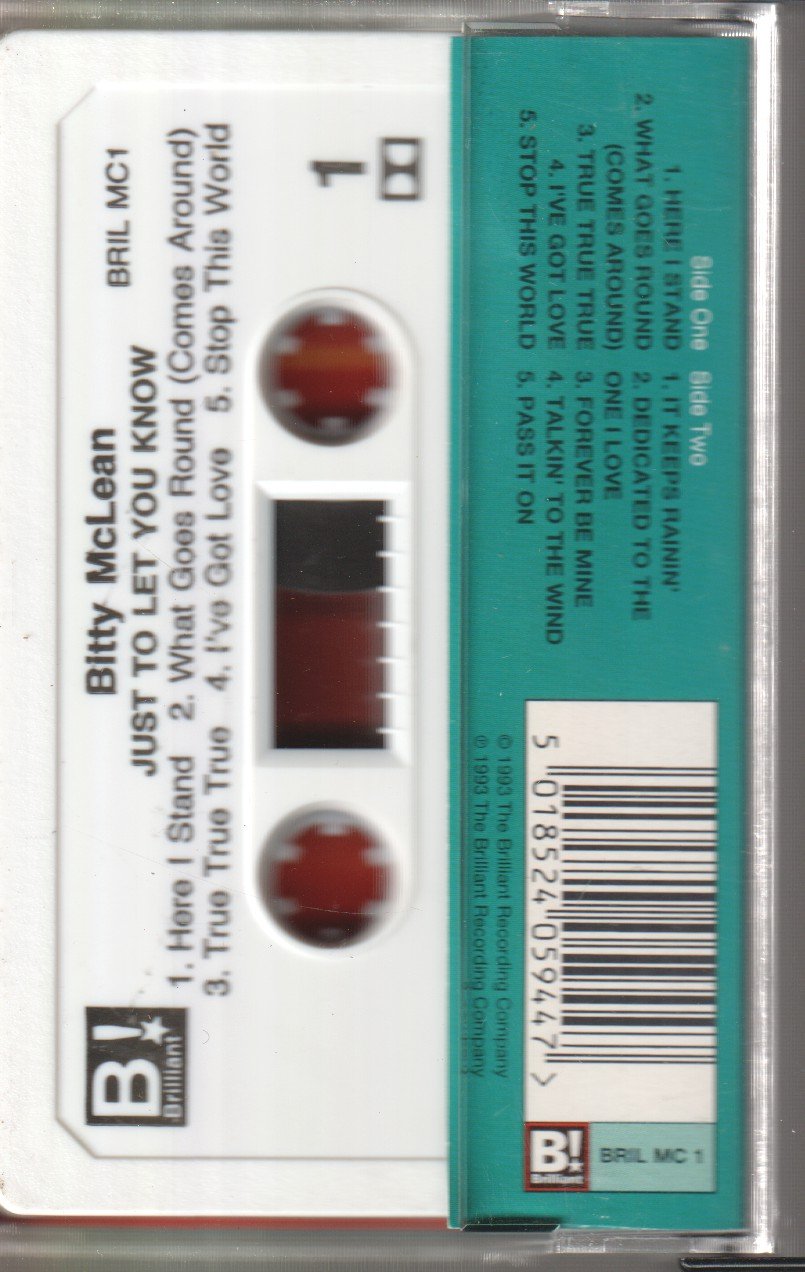 BRIL MC1
Bitty McLean
JUST TO LET YOU KNOW
1. Here I Stand 2. What Goes Round (Comes Around)
3. True True True 4. I've Got Love 5. Stop This World
1
B!
Brilliant
Side One
1. HERE I STAND
2. WHAT GOES ROUND
(COMES AROUND)
3. TRUE TRUE TRUE
4. I'VE GOT LOVE
5. STOP THIS WORLD
Side Two
1. IT KEEPS RAININ'
2. DEDICATED TO THE
ONE I LOVE
3. FOREVER BE MINE
4. TALKIN' TO THE WIND
5. PASS IT ON
℗ 1993 The Brilliant Recording Company
© 1993 The Brilliant Recording Company
5 018524 059447 >
B!
Brilliant
BRIL MC 1